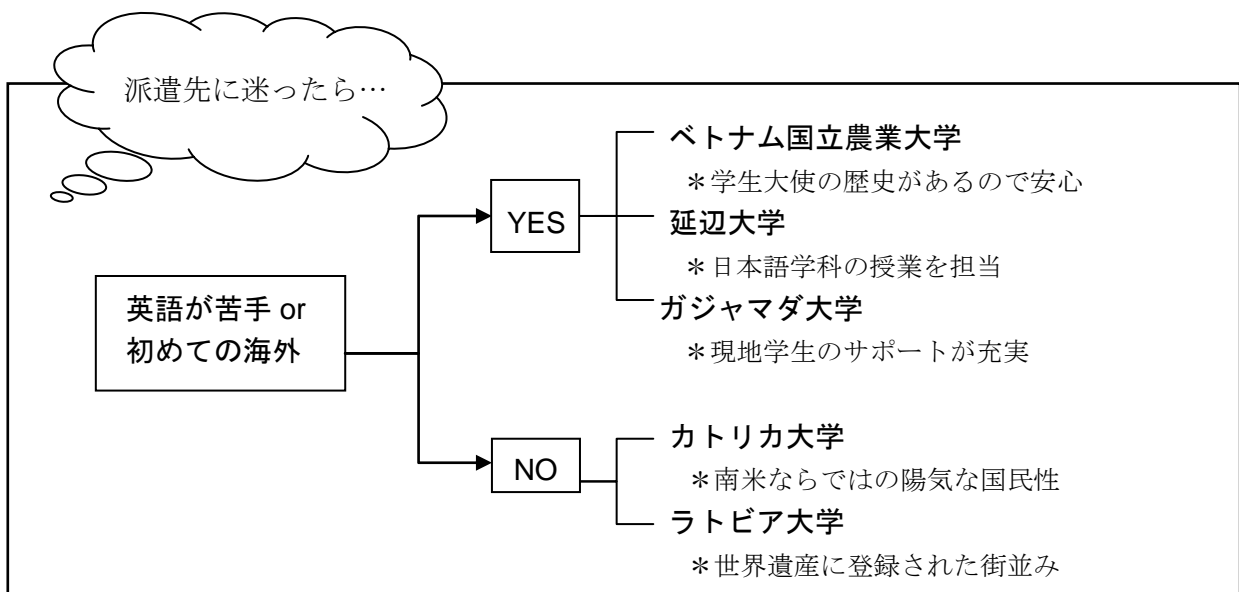 派遣先に迷ったら…
英語が苦手 or
初めての海外
YES
ベトナム国立農業大学
＊学生大使の歴史があるので安心
延辺大学
＊日本語学科の授業を担当
ガジャマダ大学
＊現地学生のサポートが充実
NO
カトリカ大学
＊南米ならではの陽気な国民性
ラトビア大学
＊世界遺産に登録された街並み